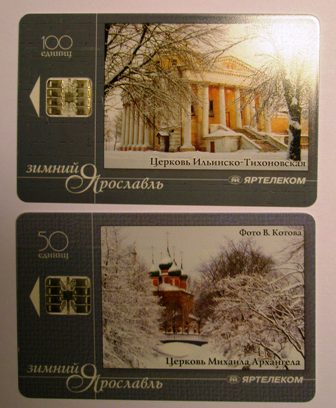 100
единиц
Церковь Ильинско-Тихоновская
зимний
Ярославль
ЯРТЕЛЕКОМ
50
единиц
Фото В. Котова
Церковь Михаила Архангела
зимний
Ярославль
ЯРТЕЛЕКОМ